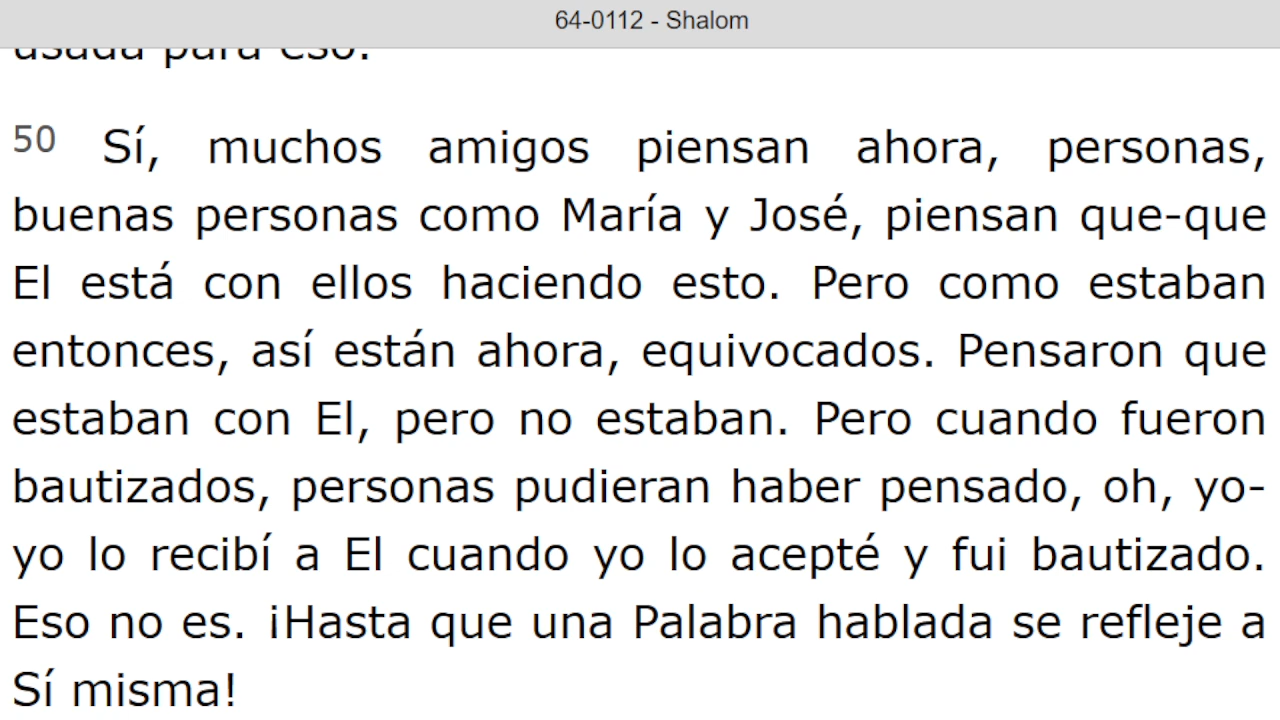 64-0112 - Shalom
usada para eso.
50 Sí, muchos amigos piensan ahora, personas,
buenas personas como María y José, piensan que-que
El está con ellos haciendo esto. Pero como estaban
entonces, así están ahora, equivocados. Pensaron que
estaban con El, pero no estaban. Pero cuando fueron
bautizados, personas pudieran haber pensado, oh, yo-
yo lo recibí a El cuando yo lo acepté y fui bautizado.
Eso no es. ¡Hasta que una Palabra hablada se refleje a
Sí misma!